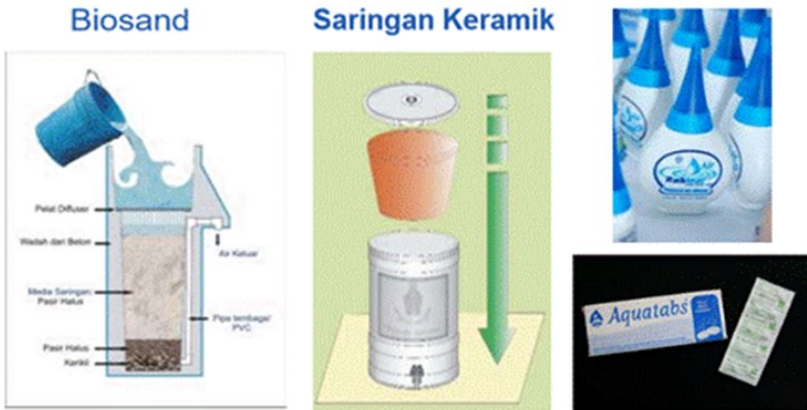 Biosand
Saringan Keramik
Pelat Diffuser
Wadah dari Beton
Air Keluar
Media Saringan:
Pasir Halus
Pipa tembaga/
PVC
Pasir Halus
Kerikil
Aquatabs